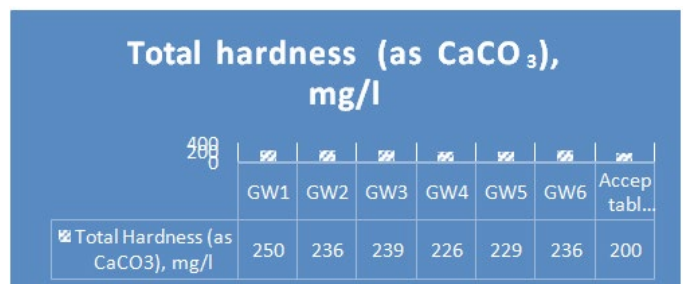 Total hardness (as CaCO₃),
mg/l
400
200
0
GW1 GW2 GW3 GW4 GW5 GW6 Accep
tabl...
Total Hardness (as
CaCO3), mg/l 250 236 239 226 229 236 200